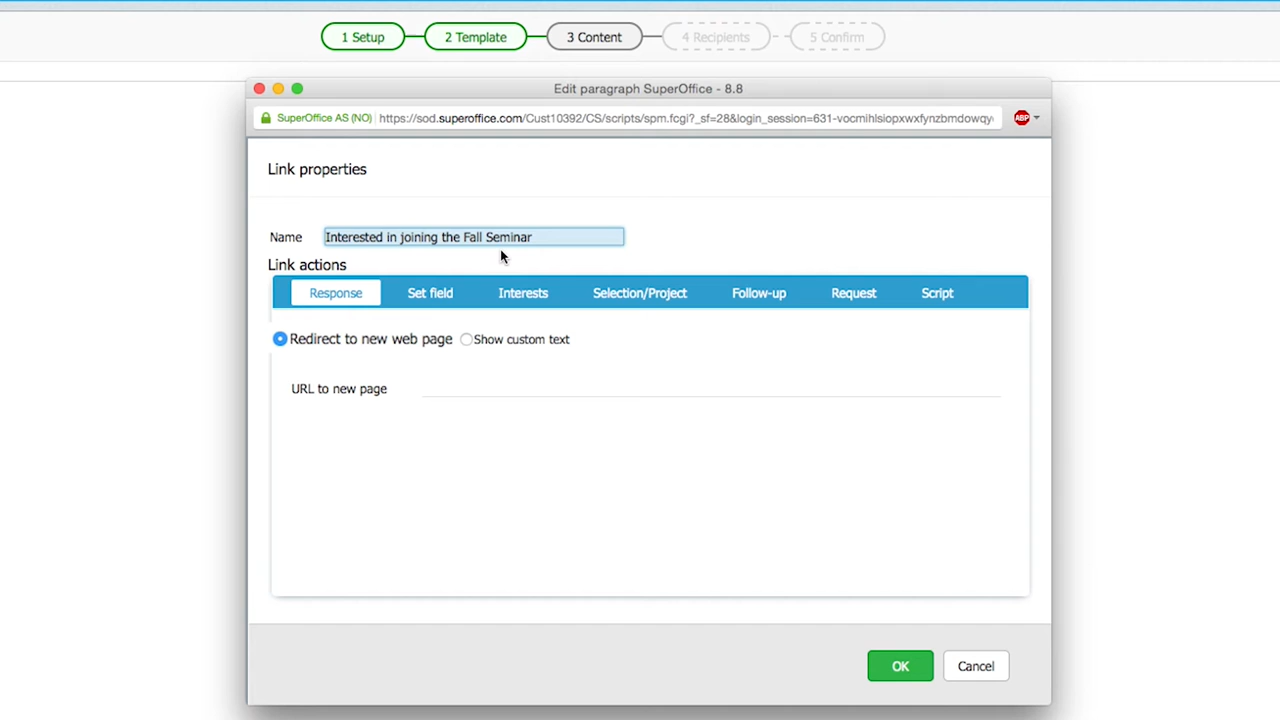 1 Setup 2 Template 3 Content 4 Recipients 5 Confirm
Edit paragraph SuperOffice - 8.8
SuperOffice AS (NO) https://sod.superoffice.com/Cust10392/CS/scripts/spm.fcgi?_sf=28&login_session=631-vocmihlsiopxwxfynzbmdowqy ABP
Link properties
Name Interested in joining the Fall Seminar
Link actions
Response Set field Interests Selection/Project Follow-up Request Script
Redirect to new web page Show custom text
URL to new page
OK Cancel